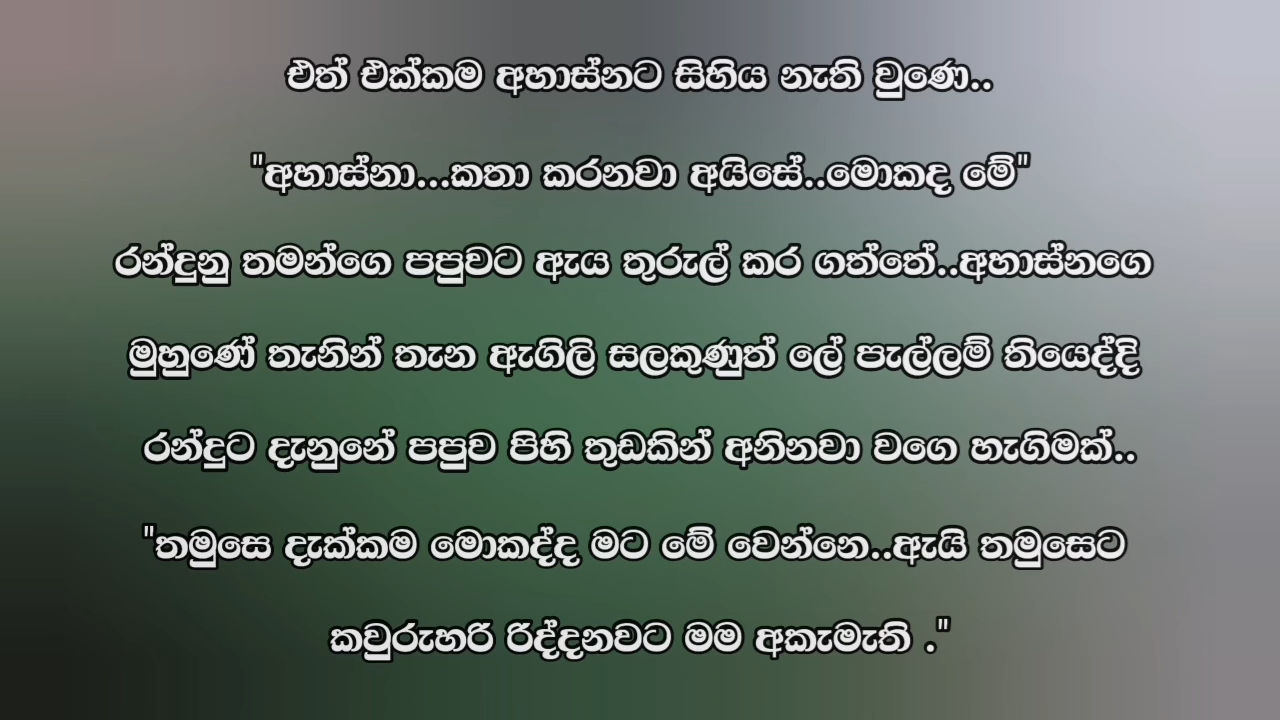 එත් එක්කම අහාස්නට සිහිය නැති වුණෙ..
"අහාස්නා...කතා කරනවා අයිසේ..මොකද මේ"
රන්දුනු තමන්ගෙ පපුවට ඇය තුරුල් කර ගත්තේ..අහාස්නගෙ
මුහුණේ තැනින් තැන ඇගිලි සලකුණුත් ලේ පැල්ලම් තියෙද්දි
රන්දුට දැනුනේ පපුව පිහි තුඩකින් අනිනවා වගෙ හැගිමක්..
"තමුසෙ දැක්කම මොකද්ද මට මේ වෙන්නෙ..ඇයි තමුසෙට
කවුරුහරි රිද්දනවට මම අකැමැති ."